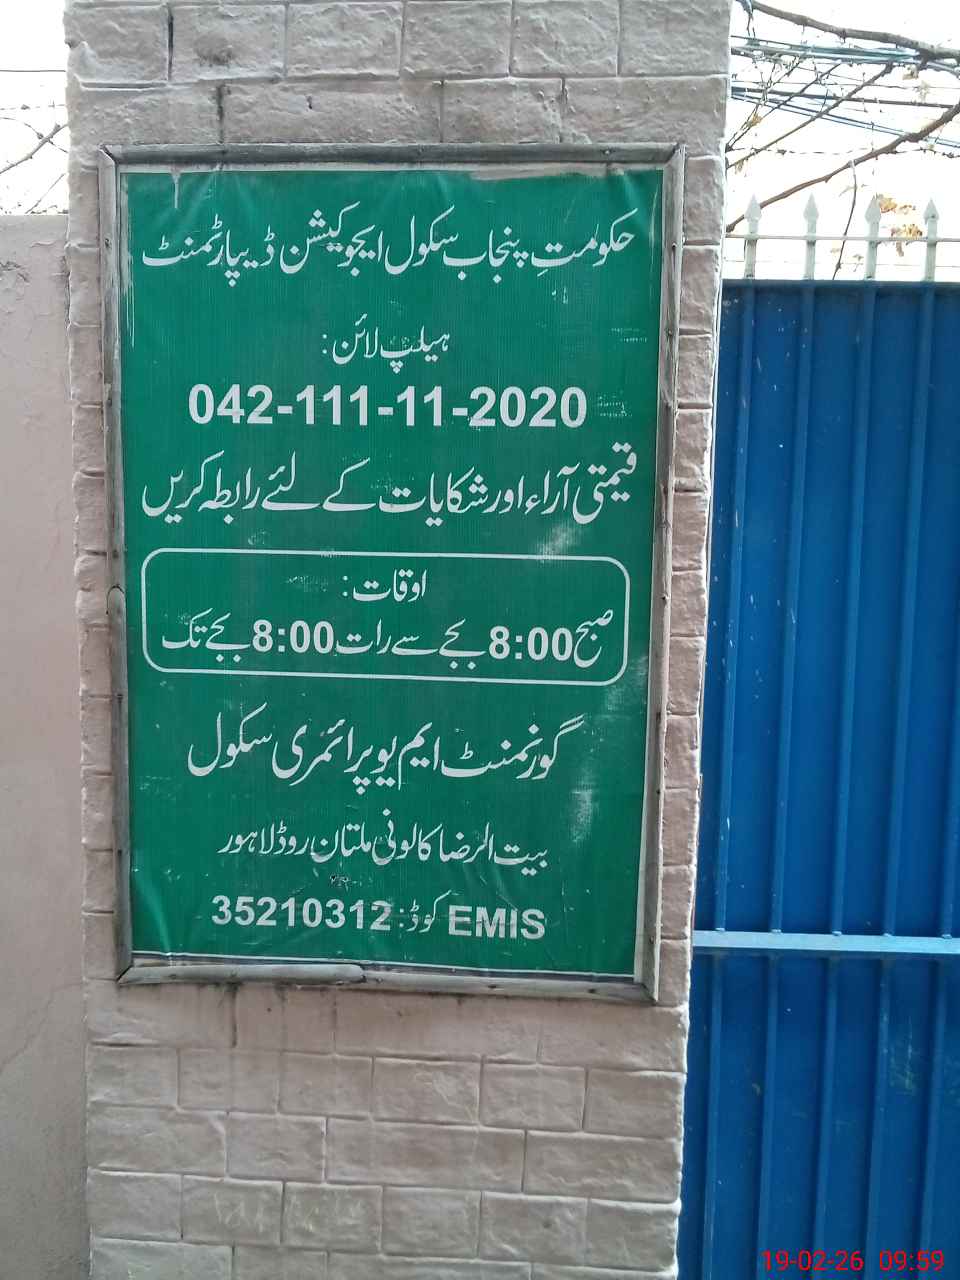 حکومتِ پنجاب سکول ایجوکیشن ڈیپارٹمنٹ
ہیلپ لائن:
042-111-11-2020
قیمتی آراء اور شکایات کے لئے رابطہ کریں
اوقات:
صبح 8:00 بجے سے رات 8:00 بجے تک
گورنمنٹ ایم یو پرائمری سکول
بیت الرضا کالونی ملتان روڈ لاہور
EMIS کوڈ: 35210312
19-02-26 09:59